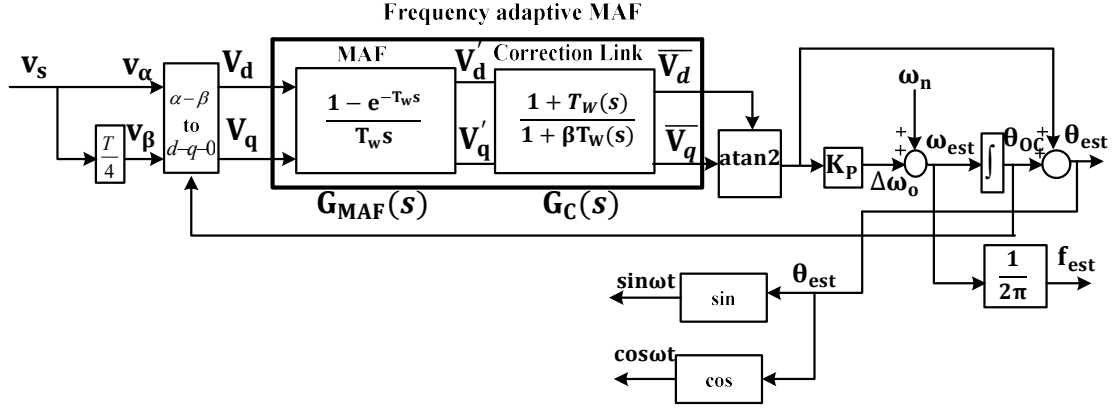 Frequency adaptive MAF
MAF
Correction Link
v_s
v_α
v_β
T/4
α−β
to
d−q−0
V_d
V_q
(1 − e^{−T_w s}) / (T_w s)
V_d'
V_q'
(1 + T_W(s)) / (1 + βT_W(s))
V̅_d
V̅_q
G_MAF(s)
G_C(s)
atan2
K_P
Δω_o
ω_n
+
+
ω_est
∫
θ_OC
+
+
θ_est
1/2π
f_est
θ_est
sin
sinωt
cos
cosωt